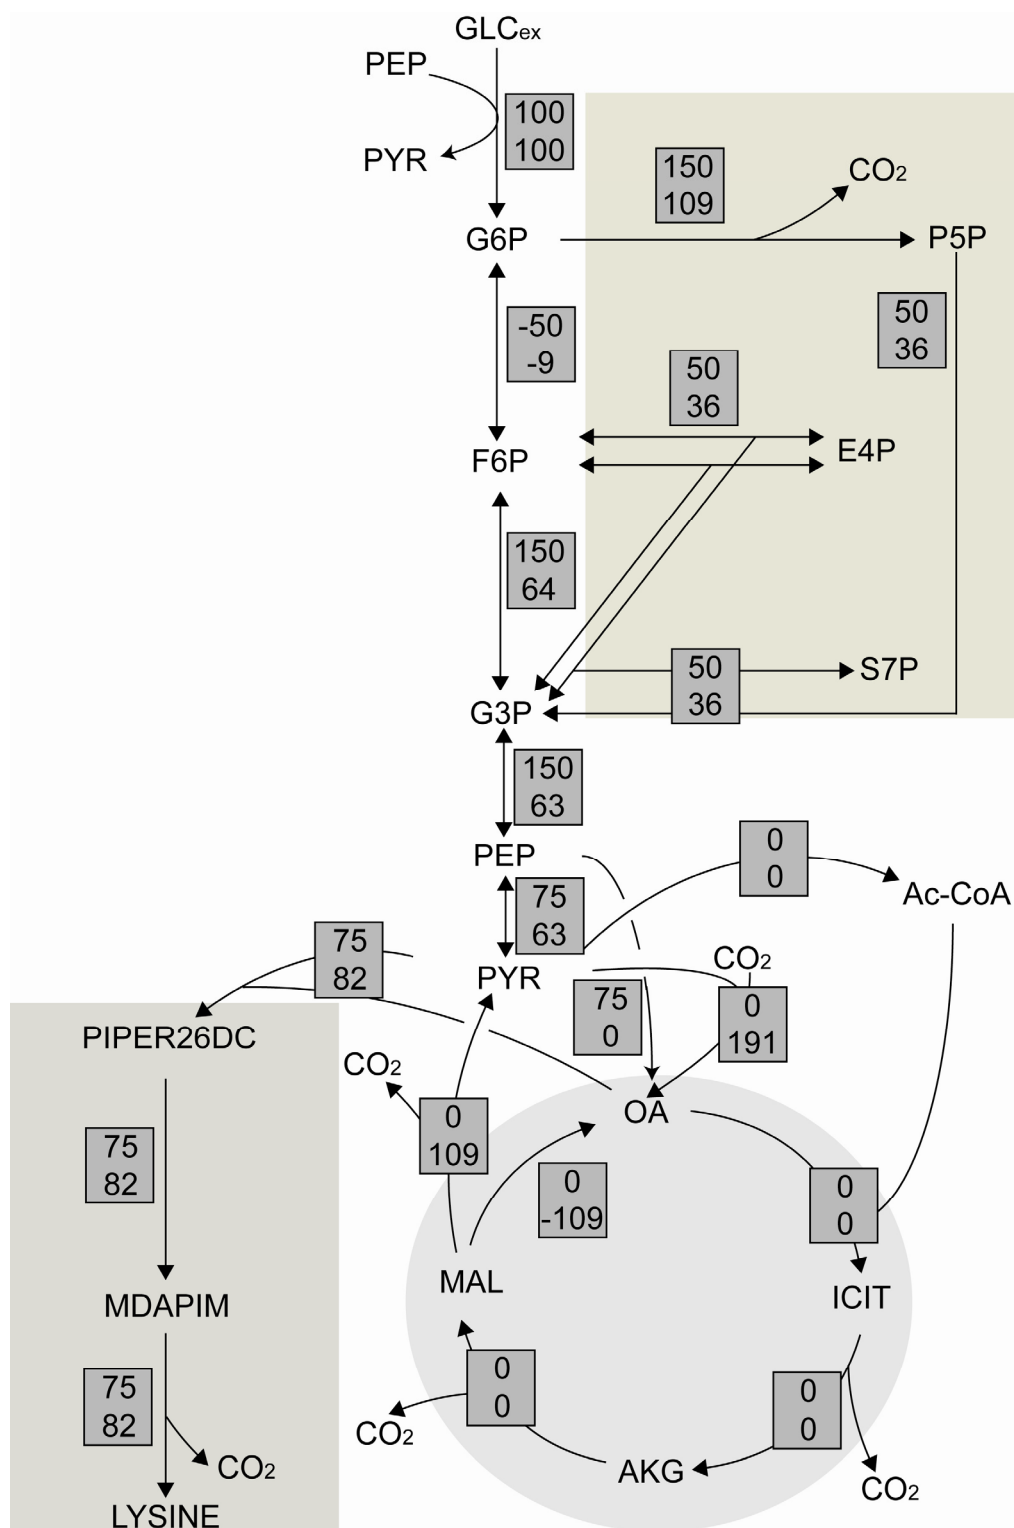 GLCex
PEP
100
100
PYR
150
109
CO2
G6P
P5P
50
36
-50
-9
50
36
F6P
E4P
150
64
50
36
S7P
G3P
150
63
PEP
0
0
Ac-CoA
75
63
75
82
PYR
CO2
75
0
0
191
PIPER26DC
CO2
OA
0
109
75
82
0
-109
0
0
MAL
ICIT
MDAPIM
75
82
0
0
0
0
CO2
CO2
AKG
CO2
LYSINE